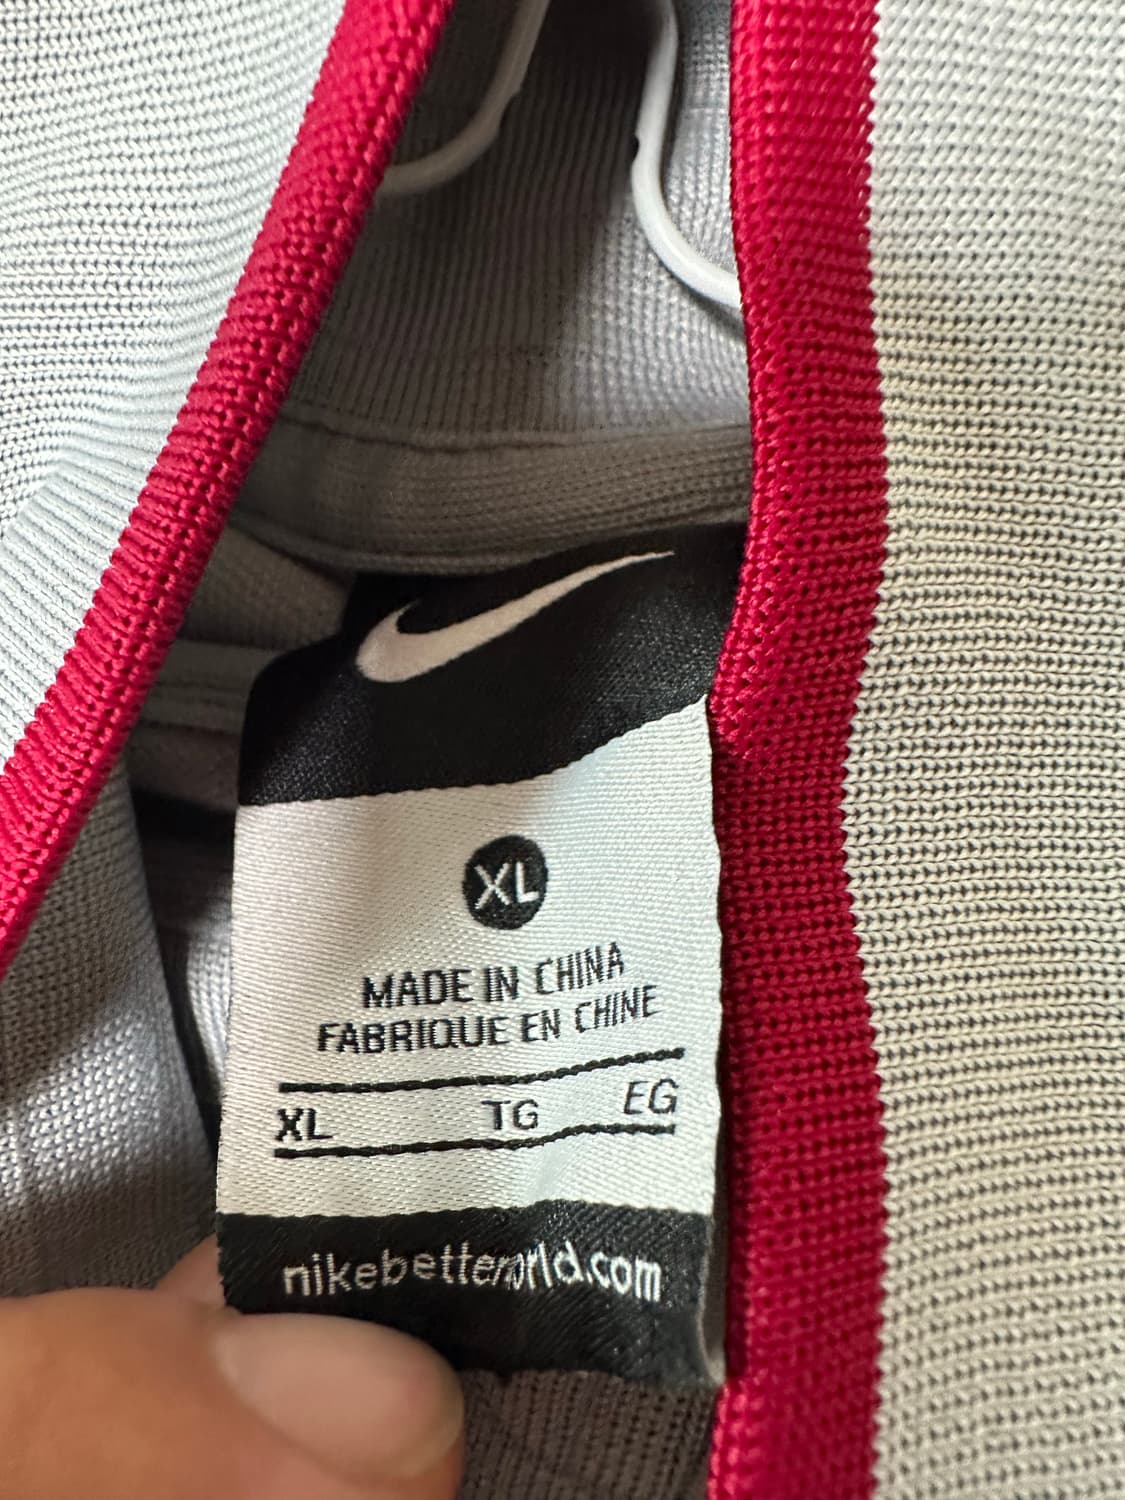 XL
MADE IN CHINA
FABRIQUE EN CHINE
XL TG EG
nikebetterworld.com